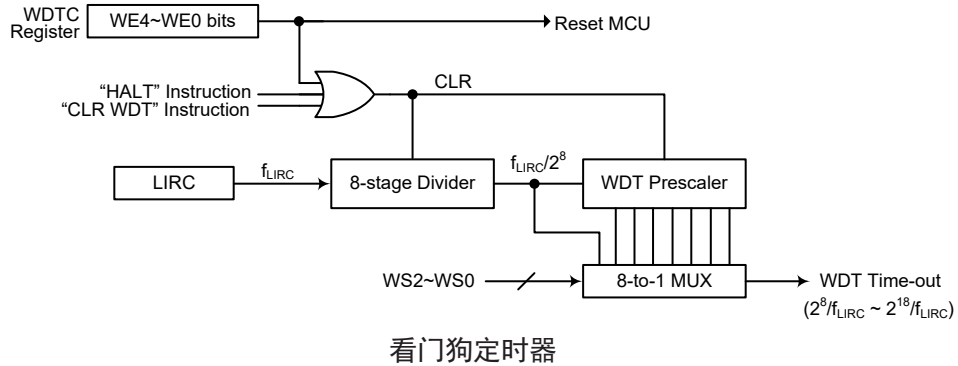 WDTC
Register
WE4~WE0 bits
Reset MCU
CLR
“HALT” Instruction
“CLR WDT” Instruction
LIRC
fLIRC
8-stage Divider
fLIRC/2⁸
WDT Prescaler
WS2~WS0
8-to-1 MUX
WDT Time-out
(2⁸/fLIRC ~ 2¹⁸/fLIRC)
看门狗定时器